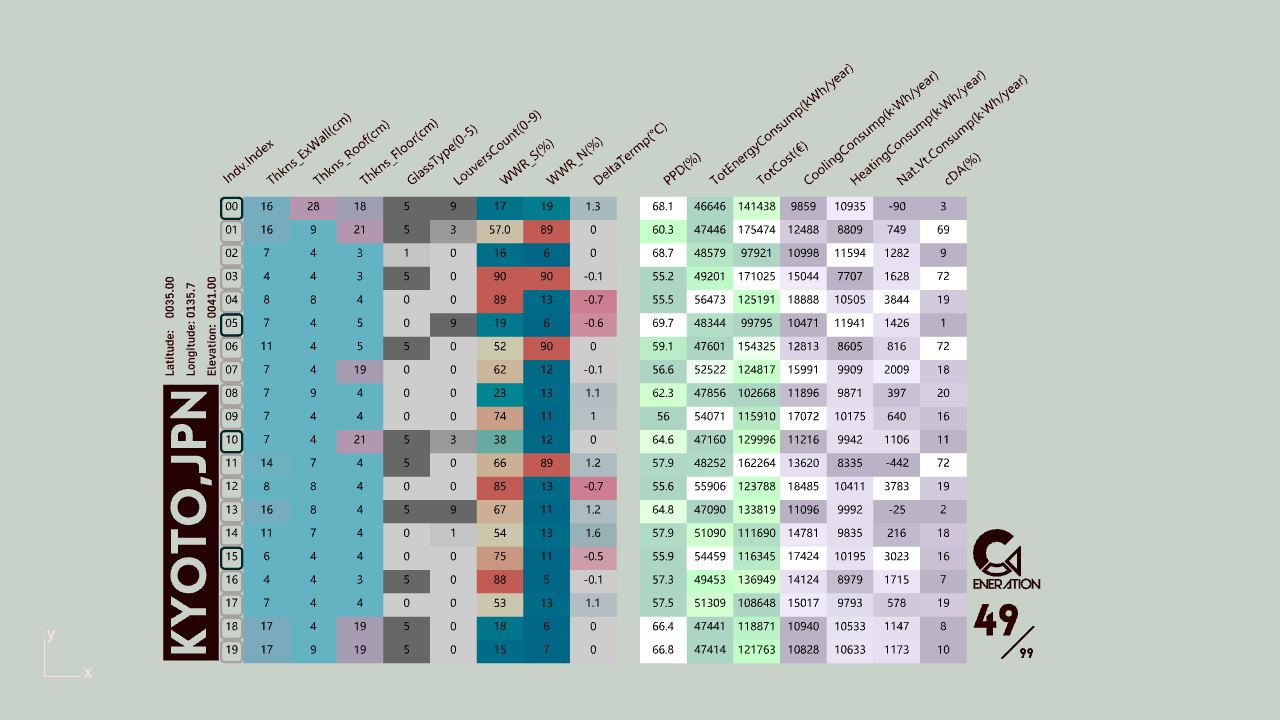 Indv.Index Thkns_ExWall(cm) Thkns_Roof(cm) Thkns_Floor(cm) GlassType(0-5) LouversCount(0-9) WWR_S(%) WWR_N(%) DeltaTermp(°C) PPD(%) TotEnergyConsump(kWh/year) TotCost(€) CoolingConsump(k·Wh/year) HeatingConsump(k·Wh/year) Nat.Vt.Consump(k·Wh/year) cDA(%)
00 16 28 18 5 9 17 19 1.3 68.1 46646 141438 9859 10935 -90 3
01 16 9 21 5 3 57.0 89 0 60.3 47446 175474 12488 8809 749 69
02 7 4 3 1 0 16 6 0 68.7 48579 97921 10998 11594 1282 9
03 4 4 3 5 0 90 90 -0.1 55.2 49201 171025 15044 7707 1628 72
04 8 8 4 0 0 89 13 -0.7 55.5 56473 125191 18888 10505 3844 19
05 7 4 5 0 9 19 6 -0.6 69.7 48344 99795 10471 11941 1426 1
06 11 4 5 5 0 52 90 0 59.1 47601 154325 12813 8605 816 72
07 7 4 19 0 0 62 12 -0.1 56.6 52522 124817 15991 9909 2009 18
08 7 9 4 0 0 23 13 1.1 62.3 47856 102668 11896 9871 397 20
09 7 4 4 0 0 74 11 1 56 54071 115910 17072 10175 640 16
10 7 4 21 5 3 38 12 0 64.6 47160 129996 11216 9942 1106 11
11 14 7 4 5 0 66 89 1.2 57.9 48252 162264 13620 8335 -442 72
12 8 8 4 0 0 85 13 -0.7 55.6 55906 123788 18485 10411 3783 19
13 16 8 4 5 9 67 11 1.2 64.8 47090 133819 11096 9992 -25 2
14 11 7 4 0 1 54 13 1.6 57.9 51090 111690 14781 9835 216 18
15 6 4 4 0 0 75 11 -0.5 55.9 54459 116345 17424 10195 3023 16
16 4 4 3 5 0 88 5 -0.1 57.3 49453 136949 14124 8979 1715 7
17 7 4 4 0 0 53 13 1.1 57.5 51309 108648 15017 9793 578 19
18 17 4 19 5 0 18 6 0 66.4 47441 118871 10940 10533 1147 8
19 17 9 19 5 0 15 7 0 66.8 47414 121763 10828 10633 1173 10
Latitude: 0035.00
Longitude: 0135.7
Elevation: 0041.00
KYOTO,JPN
G
ENERATION
49/99
y
x